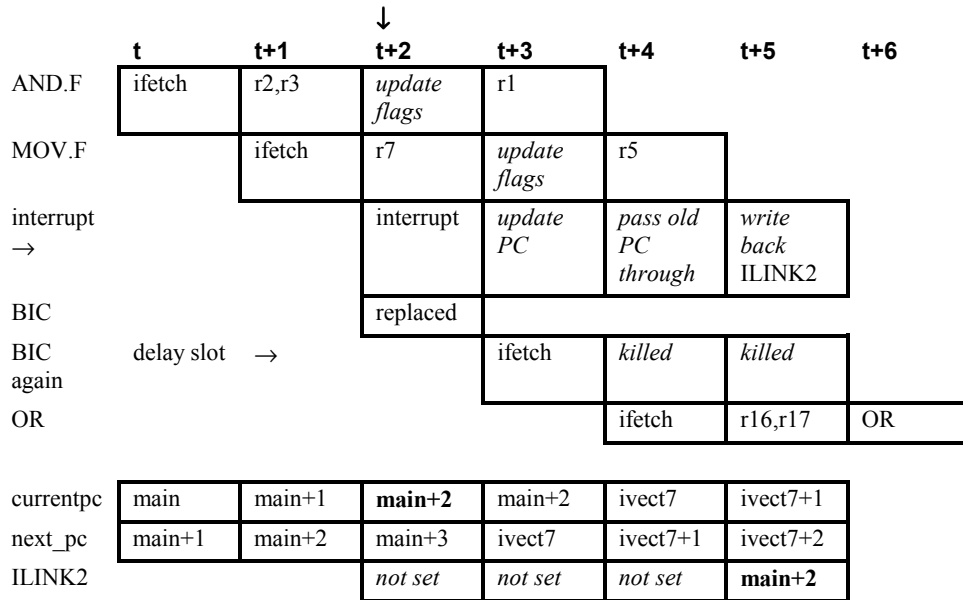 ↓
t t+1 t+2 t+3 t+4 t+5 t+6
AND.F ifetch r2,r3 update r1
flags
MOV.F ifetch r7 update r5
flags
interrupt interrupt update pass old write
→ PC PC back
through ILINK2
BIC replaced
BIC delay slot → ifetch killed killed
again
OR ifetch r16,r17 OR
currentpc main main+1 main+2 main+2 ivect7 ivect7+1
next_pc main+1 main+2 main+3 ivect7 ivect7+1 ivect7+2
ILINK2 not set not set not set main+2